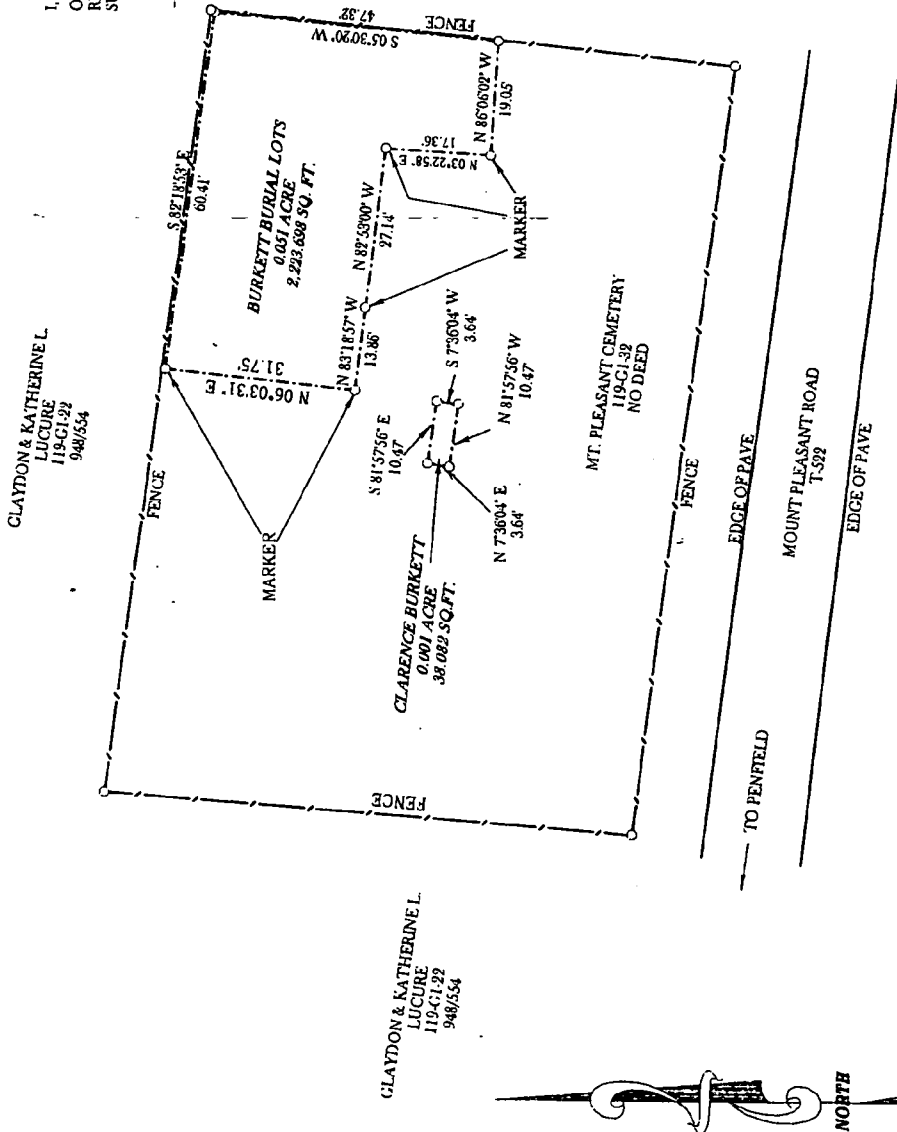 I,
O
R
S
CLAYDON & KATHERINE L.
LUCURE
119-G1-22
948/554
S 82°18'53" E
60.41'
47.32'
S 05°30'20" W
FENCE
BURKETT BURIAL LOTS
0.051 ACRE
2,223.698 SQ. FT.
N 86°06'02" W
19.05'
17.36'
N 03°22'58" E
N 82°53'00" W
27.14'
MARKER
N 83°18'57" W
13.86'
31.75'
N 06°03'31" E
FENCE
MARKER
S 7°36'04" W
3.64'
S 81°57'56" E
10.47
N 81°57'56" W
10.47
N 7°36'04" E
3.64'
CLARENCE BURKETT
0.001 ACRE
38.082 SQ.FT.
MT. PLEASANT CEMETERY
119-G1-32
NO DEED
FENCE
FENCE
EDGE OF PAVE
MOUNT PLEASANT ROAD
T-522
EDGE OF PAVE
TO PENFIELD
CLAYDON & KATHERINE L.
LUCURE
119-G1-22
948/554
NORTH